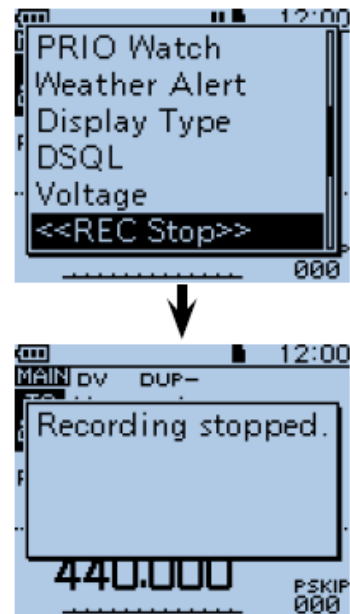 12:00
PRIO Watch
Weather Alert
Display Type
DSQL
Voltage
<<REC Stop>>
000
12:00
MAIN DV DUP-
Recording stopped.
440.000
PSKIP
000